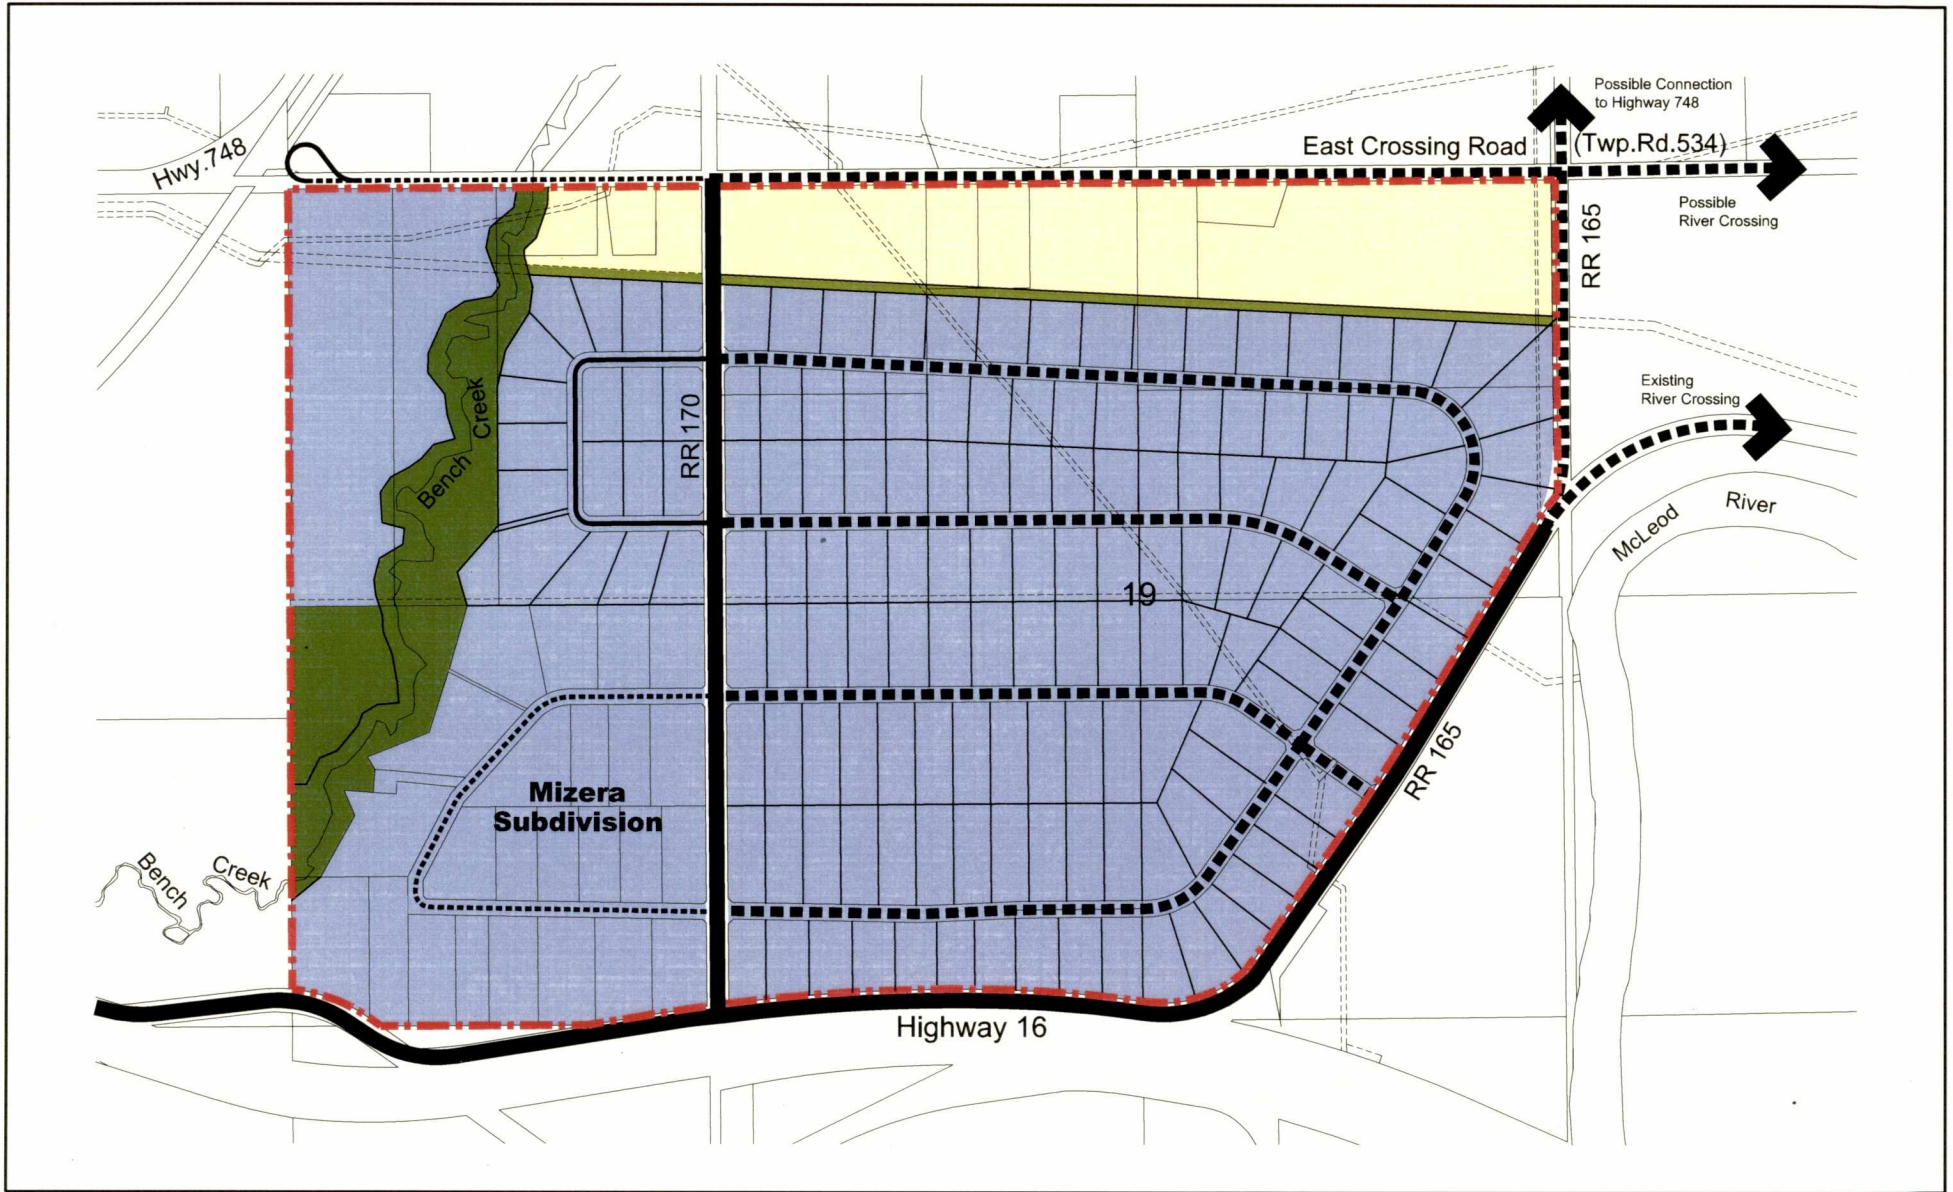 Possible Connection
to Highway 748
Hwy.748
East Crossing Road
(Twp.Rd.534)
Possible
River Crossing
RR 165
Existing
River Crossing
Creek
Bench
RR 170
River
McLeod
19
RR 165
Mizera
Subdivision
Bench
Creek
Highway 16